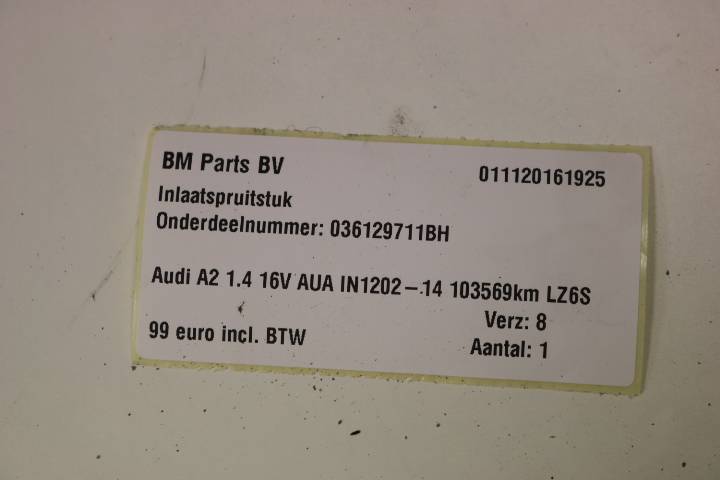 BM Parts BV 011120161925
Inlaatspruitstuk
Onderdeelnummer: 036129711BH
Audi A2 1.4 16V AUA IN1202-14 103569km LZ6S
Verz: 8
99 euro incl. BTW
Aantal: 1